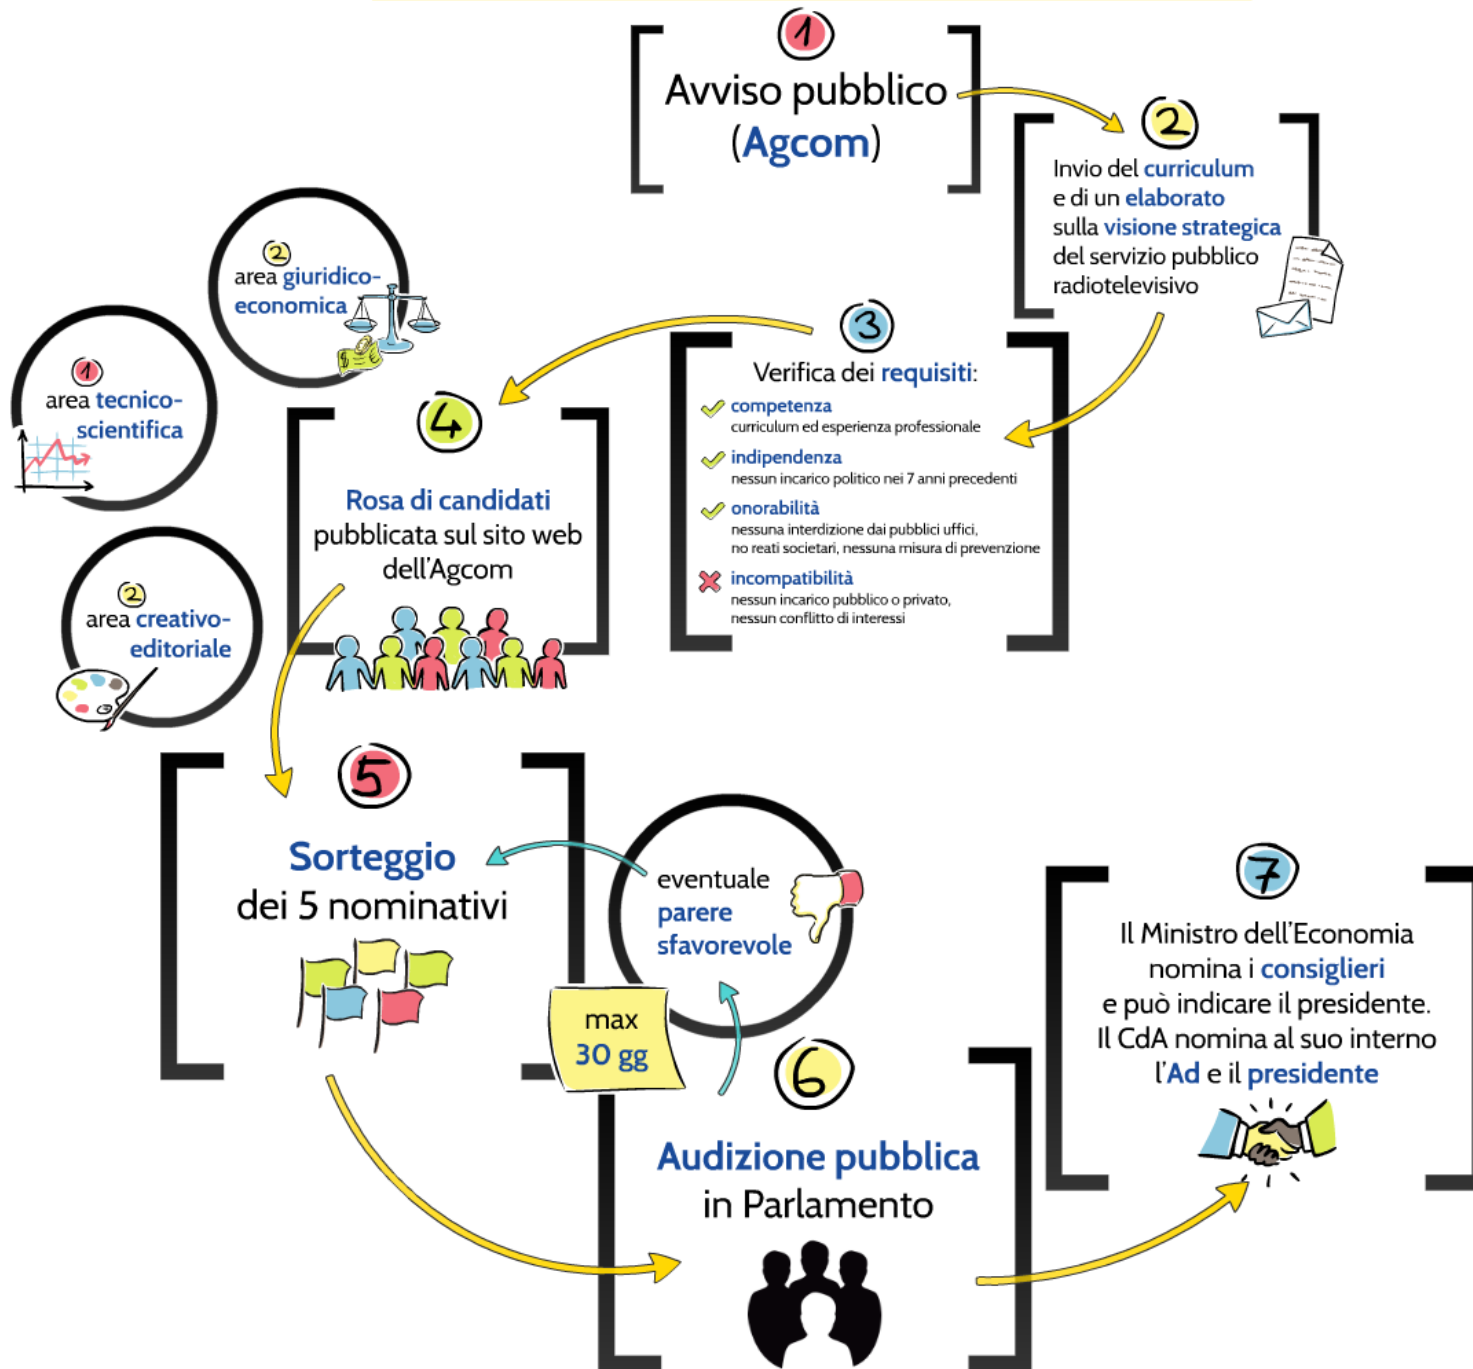 1
Avviso pubblico
(Agcom)
2
Invio del curriculum
e di un elaborato
sulla visione strategica
del servizio pubblico
radiotelevisivo
3
Verifica dei requisiti:
competenza
curriculum ed esperienza professionale
indipendenza
nessun incarico politico nei 7 anni precedenti
onorabilità
nessuna interdizione dai pubblici uffici,
no reati societari, nessuna misura di prevenzione
incompatibilità
nessun incarico pubblico o privato,
nessun conflitto di interessi
4
Rosa di candidati
pubblicata sul sito web
dell'Agcom
2
area giuridico-
economica
1
area tecnico-
scientifica
2
area creativo-
editoriale
5
Sorteggio
dei 5 nominativi
eventuale
parere
sfavorevole
max
30 gg
6
Audizione pubblica
in Parlamento
7
Il Ministro dell'Economia
nomina i consiglieri
e può indicare il presidente.
Il CdA nomina al suo interno
l'Ad e il presidente